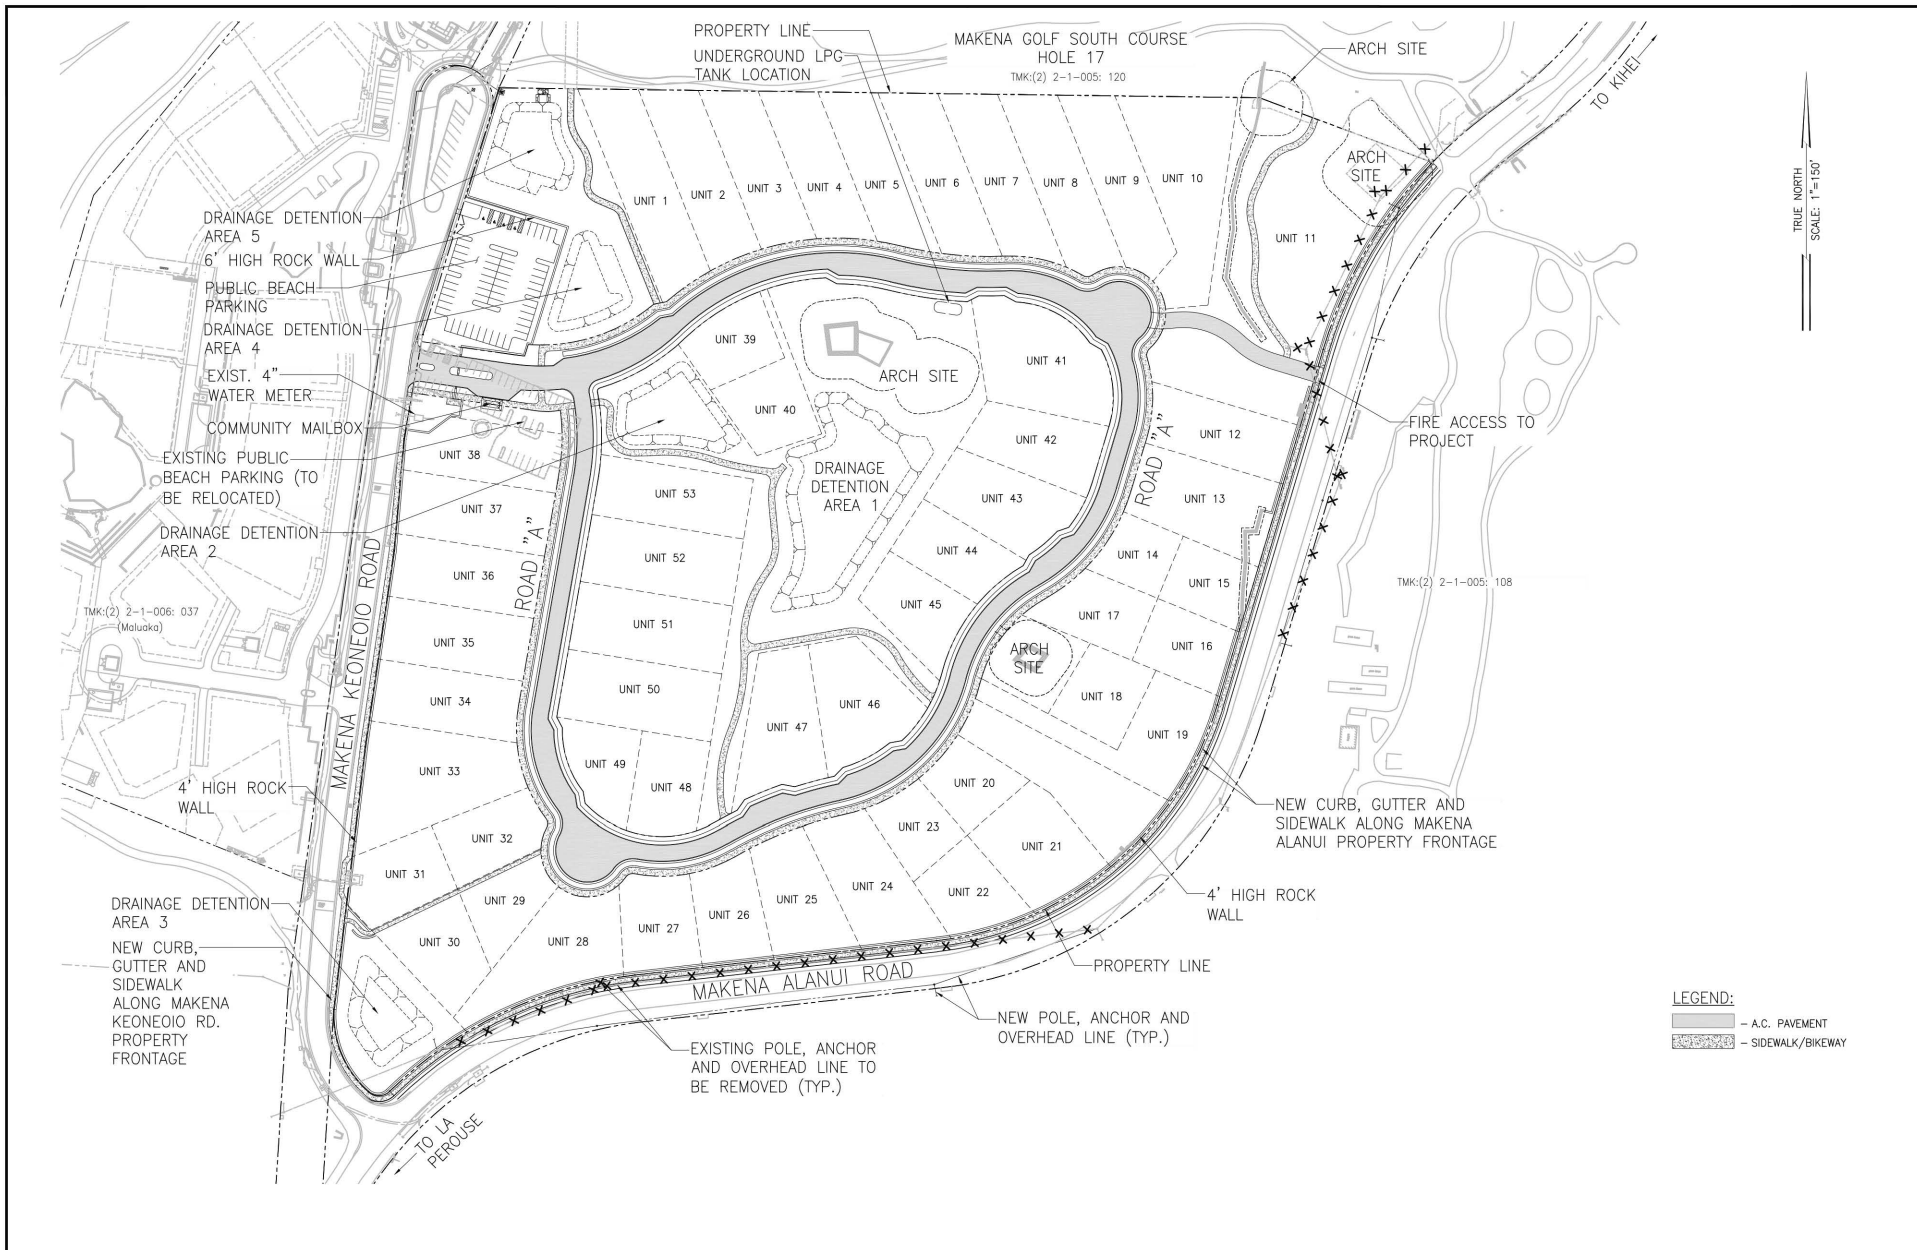 PROPERTY LINE
UNDERGROUND LPG
TANK LOCATION
MAKENA GOLF SOUTH COURSE
HOLE 17
TMK:(2) 2-1-005: 120
ARCH SITE
TO KIHEI
TRUE NORTH
SCALE: 1"=150'
ARCH
SITE
DRAINAGE DETENTION
AREA 5
6' HIGH ROCK WALL
PUBLIC BEACH
PARKING
DRAINAGE DETENTION
AREA 4
EXIST. 4"
WATER METER
COMMUNITY MAILBOX
EXISTING PUBLIC
BEACH PARKING (TO
BE RELOCATED)
DRAINAGE DETENTION
AREA 2
TMK:(2) 2-1-006: 037
(Maluaka)
MAKENA KEONEOIO ROAD
4' HIGH ROCK
WALL
DRAINAGE DETENTION
AREA 3
NEW CURB,
GUTTER AND
SIDEWALK
ALONG MAKENA
KEONEOIO RD.
PROPERTY
FRONTAGE
UNIT 1
UNIT 2
UNIT 3
UNIT 4
UNIT 5
UNIT 6
UNIT 7
UNIT 8
UNIT 9
UNIT 10
UNIT 11
UNIT 39
UNIT 40
ARCH SITE
UNIT 41
UNIT 42
UNIT 43
UNIT 44
UNIT 45
DRAINAGE
DETENTION
AREA 1
ROAD "A"
UNIT 12
UNIT 13
UNIT 14
UNIT 15
UNIT 17
UNIT 16
ARCH
SITE
UNIT 18
UNIT 19
FIRE ACCESS TO
PROJECT
TMK:(2) 2-1-005: 108
UNIT 38
UNIT 37
UNIT 36
UNIT 35
UNIT 34
UNIT 33
UNIT 32
UNIT 31
ROAD "A"
UNIT 53
UNIT 52
UNIT 51
UNIT 50
UNIT 49
UNIT 48
UNIT 47
UNIT 46
UNIT 20
UNIT 23
UNIT 21
UNIT 22
UNIT 24
UNIT 25
UNIT 26
UNIT 27
UNIT 28
UNIT 29
UNIT 30
NEW CURB, GUTTER AND
SIDEWALK ALONG MAKENA
ALANUI PROPERTY FRONTAGE
4' HIGH ROCK
WALL
PROPERTY LINE
MAKENA ALANUI ROAD
NEW POLE, ANCHOR AND
OVERHEAD LINE (TYP.)
EXISTING POLE, ANCHOR
AND OVERHEAD LINE TO
BE REMOVED (TYP.)
TO LA
PEROUSE
LEGEND:
- A.C. PAVEMENT
- SIDEWALK/BIKEWAY